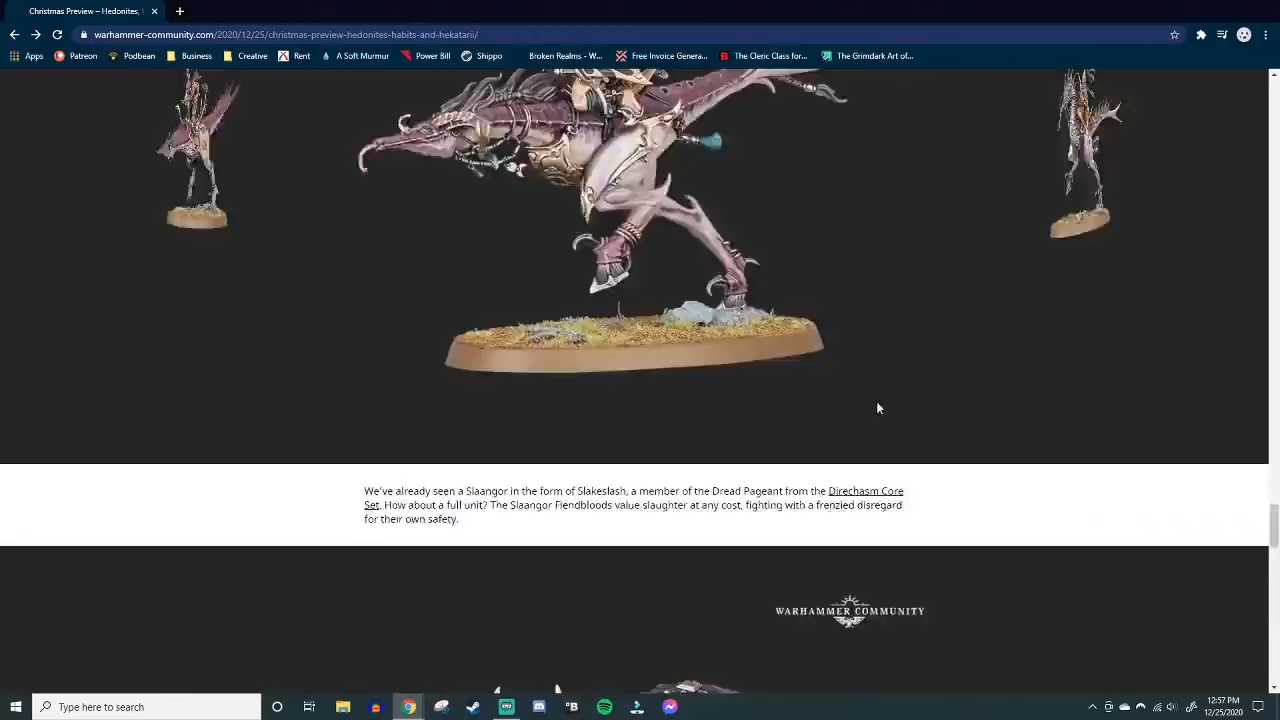 Christmas Preview – Hedonites, 
warhammer-community.com/2020/12/25/christmas-preview-hedonites-habits-and-hekatarii/
Apps Patreon Podbean Business Creative Rent A Soft Murmur Power Bill Shippo Broken Realms - W... Free Invoice Genera... The Cleric Class for... The Grimdark Art of...
We've already seen a Slaangor in the form of Slakeslash, a member of the Dread Pageant from the Direchasm Core
Set. How about a full unit? The Slaangor Fiendbloods value slaughter at any cost, fighting with a frenzied disregard
for their own safety.
WARHAMMER COMMUNITY
Type here to search
12:57 PM
12/25/2020